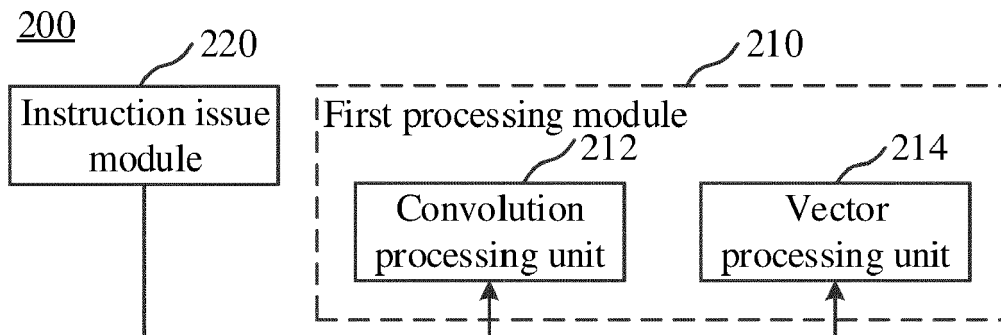 200
220
210
Instruction issue
module
First processing module
212
214
Convolution
processing unit
Vector
processing unit